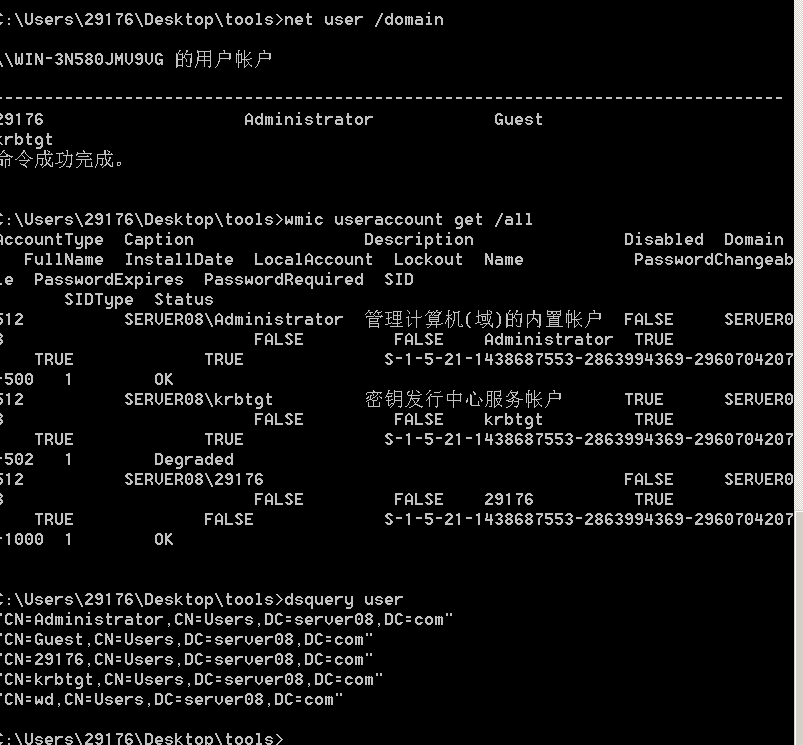 C:\Users\29176\Desktop\tools>net user /domain
\\WIN-3N580JMV9VG 的用户帐户
-------------------------------------------------------------------------------
29176                    Administrator            Guest
krbtgt
命令成功完成。
C:\Users\29176\Desktop\tools>wmic useraccount get /all
AccountType  Caption                 Description               Disabled  Domain
  FullName  InstallDate  LocalAccount  Lockout  Name           PasswordChangeab
le  PasswordExpires  PasswordRequired  SID
      SIDType  Status
512          SERVER08\Administrator  管理计算机(域)的内置帐户  FALSE     SERVER0
8                         FALSE         FALSE    Administrator  TRUE
    TRUE             TRUE              S-1-5-21-1438687553-2863994369-2960704207
-500   1        OK
512          SERVER08\krbtgt         密钥发行中心服务帐户      TRUE      SERVER0
8                         FALSE         FALSE    krbtgt         TRUE
    TRUE             TRUE              S-1-5-21-1438687553-2863994369-2960704207
-502   1        Degraded
512          SERVER08\29176                                    FALSE     SERVER0
8                         FALSE         FALSE    29176          TRUE
    TRUE             FALSE             S-1-5-21-1438687553-2863994369-2960704207
-1000  1        OK
C:\Users\29176\Desktop\tools>dsquery user
"CN=Administrator,CN=Users,DC=server08,DC=com"
"CN=Guest,CN=Users,DC=server08,DC=com"
"CN=29176,CN=Users,DC=server08,DC=com"
"CN=krbtgt,CN=Users,DC=server08,DC=com"
"CN=wd,CN=Users,DC=server08,DC=com"
C:\Users\29176\Desktop\tools>